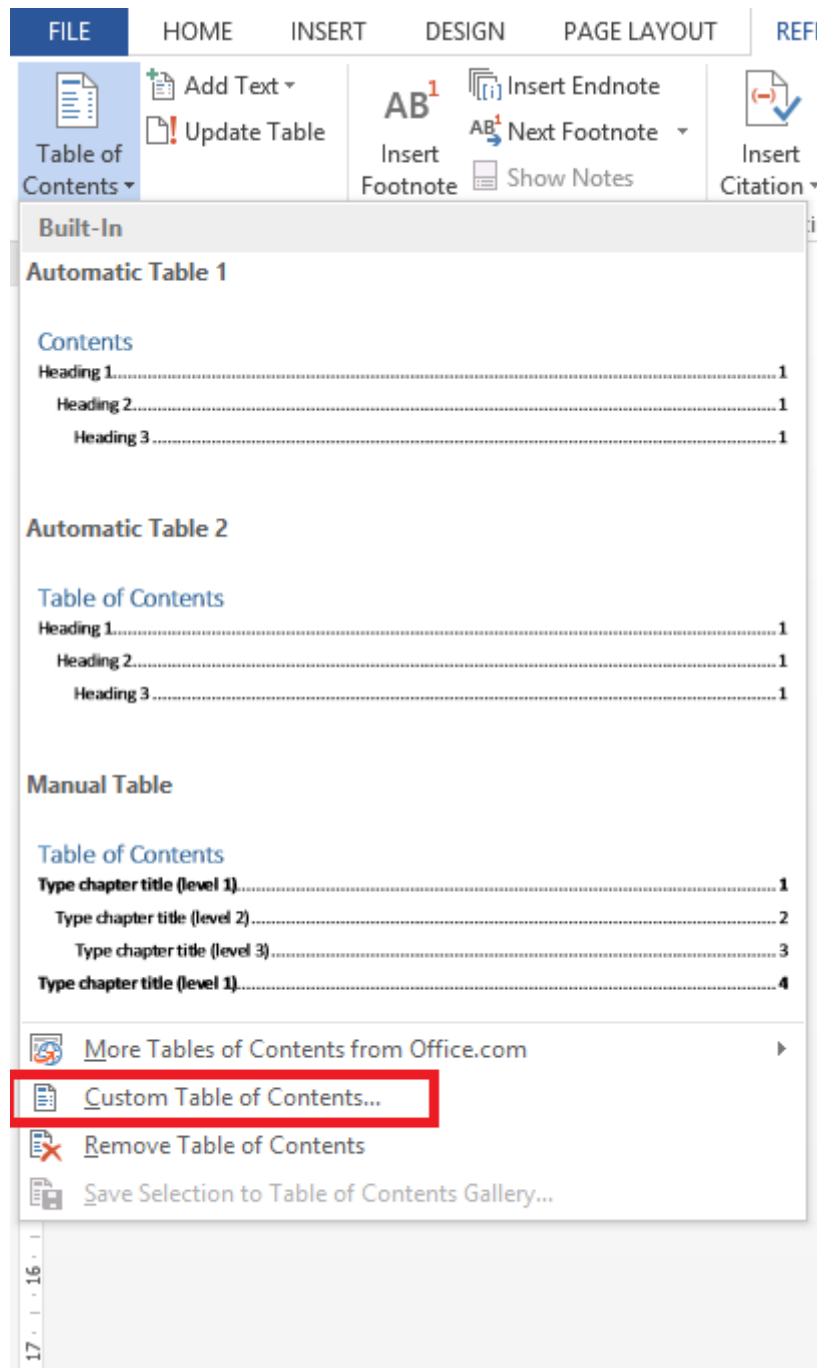 FILE HOME INSERT DESIGN PAGE LAYOUT REF
Add Text
Update Table
Table of
Contents
AB1
Insert
Footnote
[i] Insert Endnote
AB1 Next Footnote
Show Notes
(-)
Insert
Citation
Built-In
Automatic Table 1
Contents
Heading 1...1
Heading 2...1
Heading 3...1
Automatic Table 2
Table of Contents
Heading 1...1
Heading 2...1
Heading 3...1
Manual Table
Table of Contents
Type chapter title (level 1)...1
Type chapter title (level 2)...2
Type chapter title (level 3)...3
Type chapter title (level 1)...4
More Tables of Contents from Office.com
Custom Table of Contents...
Remove Table of Contents
Save Selection to Table of Contents Gallery...
16
17